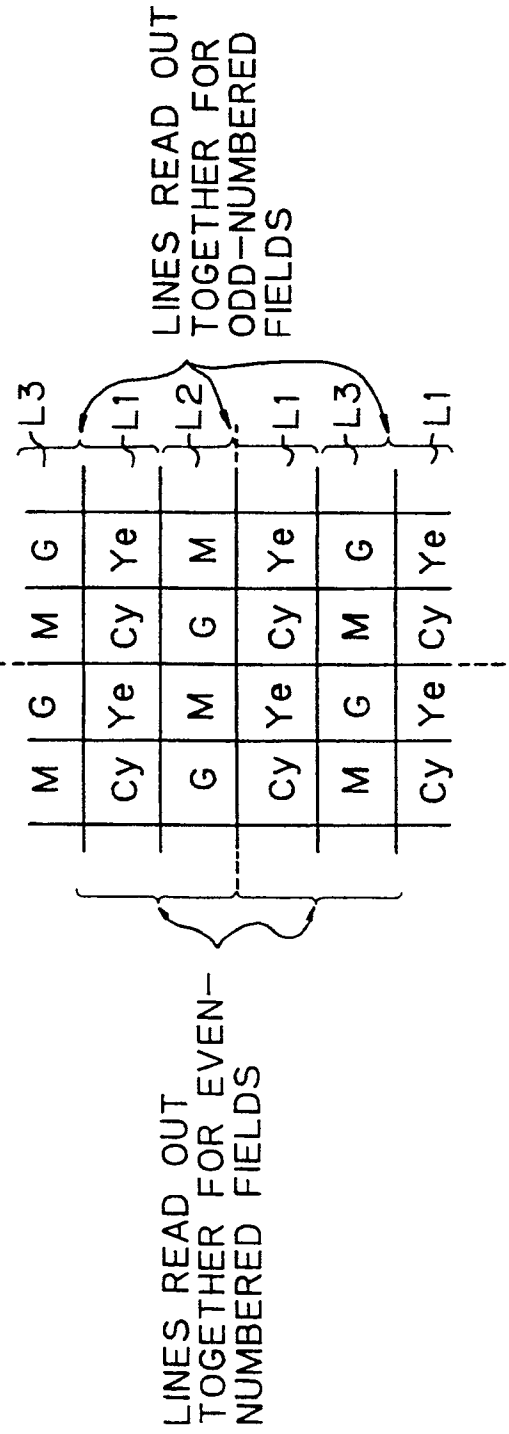 LINES READ OUT
TOGETHER FOR EVEN-
NUMBERED FIELDS
M G M G L3
Cy Ye Cy Ye L1
G M G M L2
Cy Ye Cy Ye L1
M G M G L3
Cy Ye Cy Ye L1
LINES READ OUT
TOGETHER FOR
ODD-NUMBERED
FIELDS